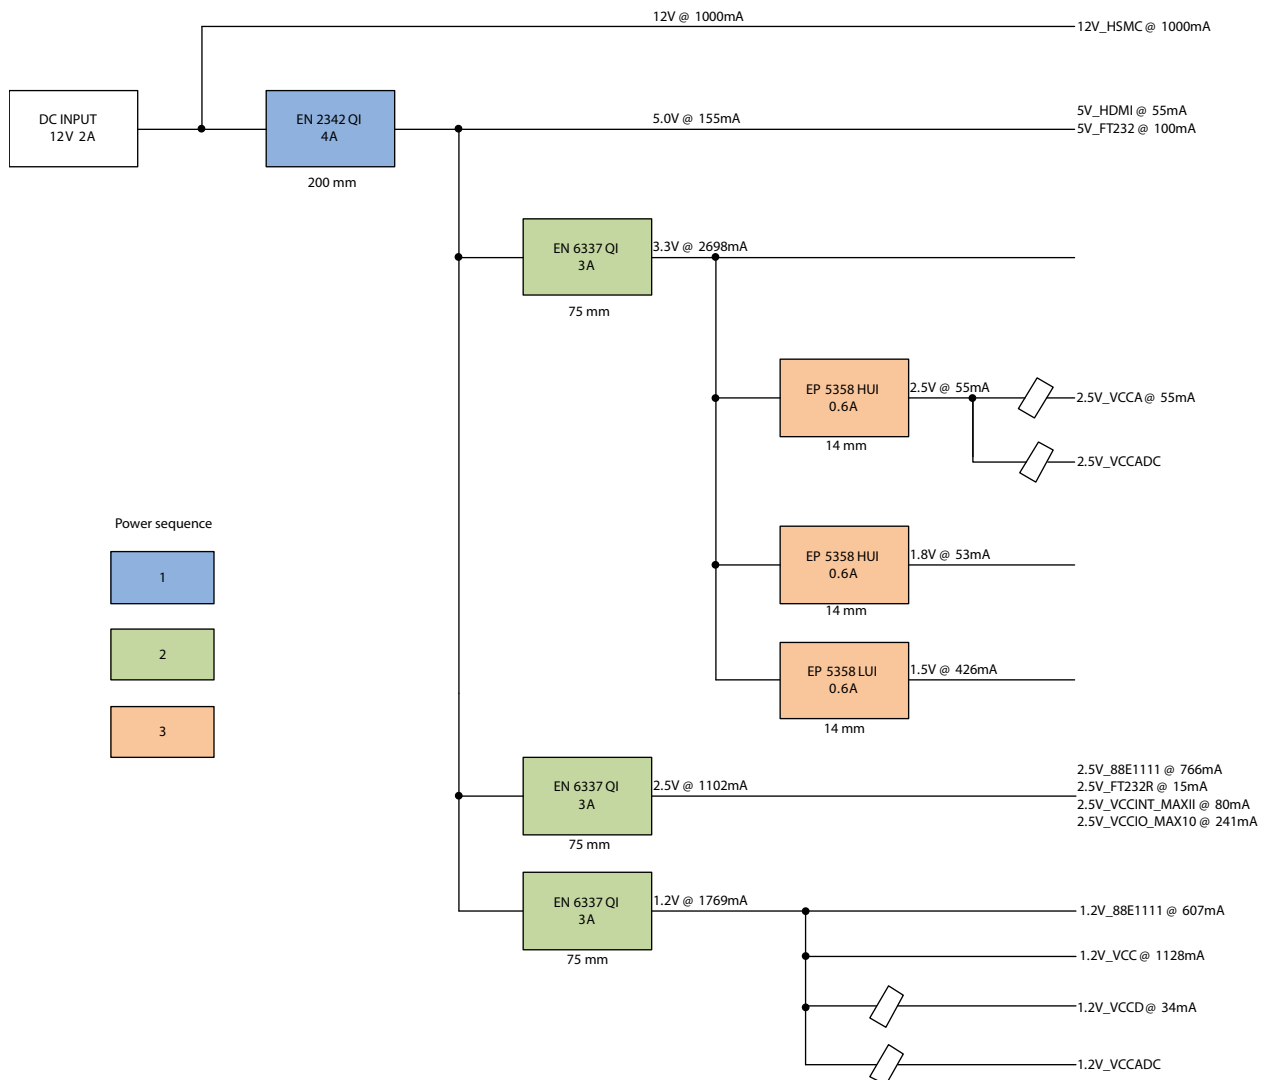 12V @ 1000mA
12V_HSMC @ 1000mA
DC INPUT
12V 2A
EN 2342 QI
4A
200 mm
5.0V @ 155mA
5V_HDMI @ 55mA
5V_FT232 @ 100mA
EN 6337 QI
3A
75 mm
3.3V @ 2698mA
EP 5358 HUI
0.6A
14 mm
2.5V @ 55mA
2.5V_VCCA @ 55mA
2.5V_VCCADC
Power sequence
1
2
3
EP 5358 HUI
0.6A
14 mm
1.8V @ 53mA
EP 5358 LUI
0.6A
14 mm
1.5V @ 426mA
EN 6337 QI
3A
75 mm
2.5V @ 1102mA
2.5V_88E1111 @ 766mA
2.5V_FT232R @ 15mA
2.5V_VCCINT_MAXII @ 80mA
2.5V_VCCIO_MAX10 @ 241mA
EN 6337 QI
3A
75 mm
1.2V @ 1769mA
1.2V_88E1111 @ 607mA
1.2V_VCC @ 1128mA
1.2V_VCCD @ 34mA
1.2V_VCCADC